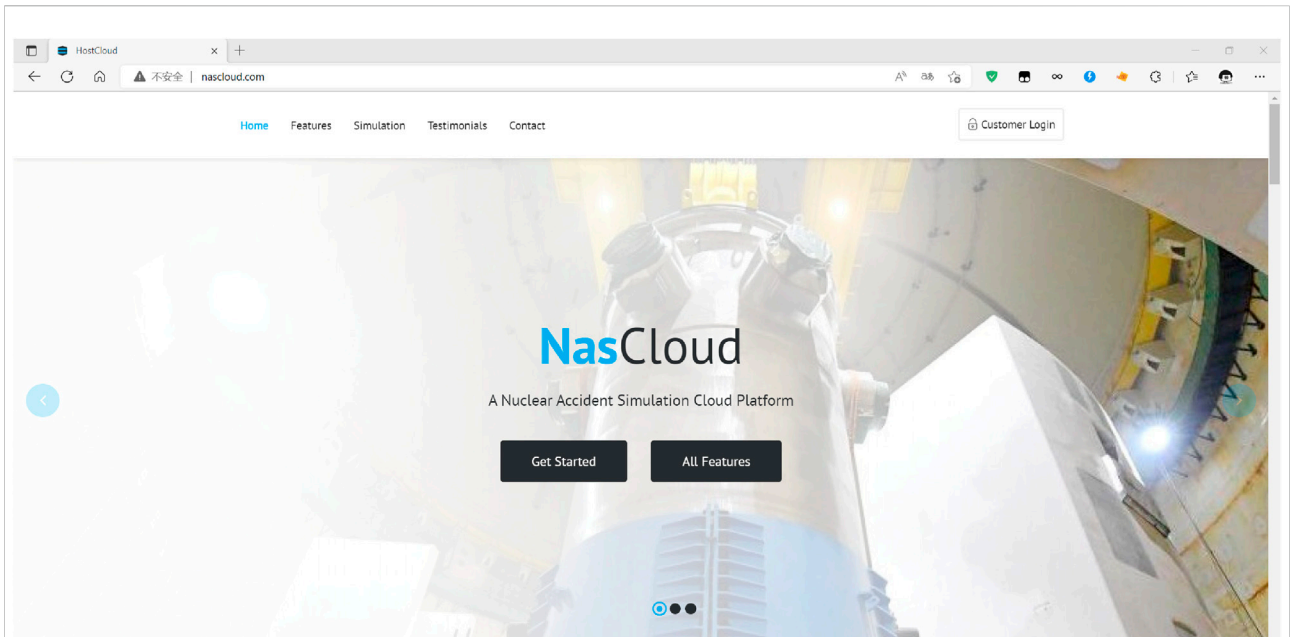 HostCloud
不安全 | nascloud.com
Home Features Simulation Testimonials Contact
Customer Login
NasCloud
A Nuclear Accident Simulation Cloud Platform
Get Started All Features